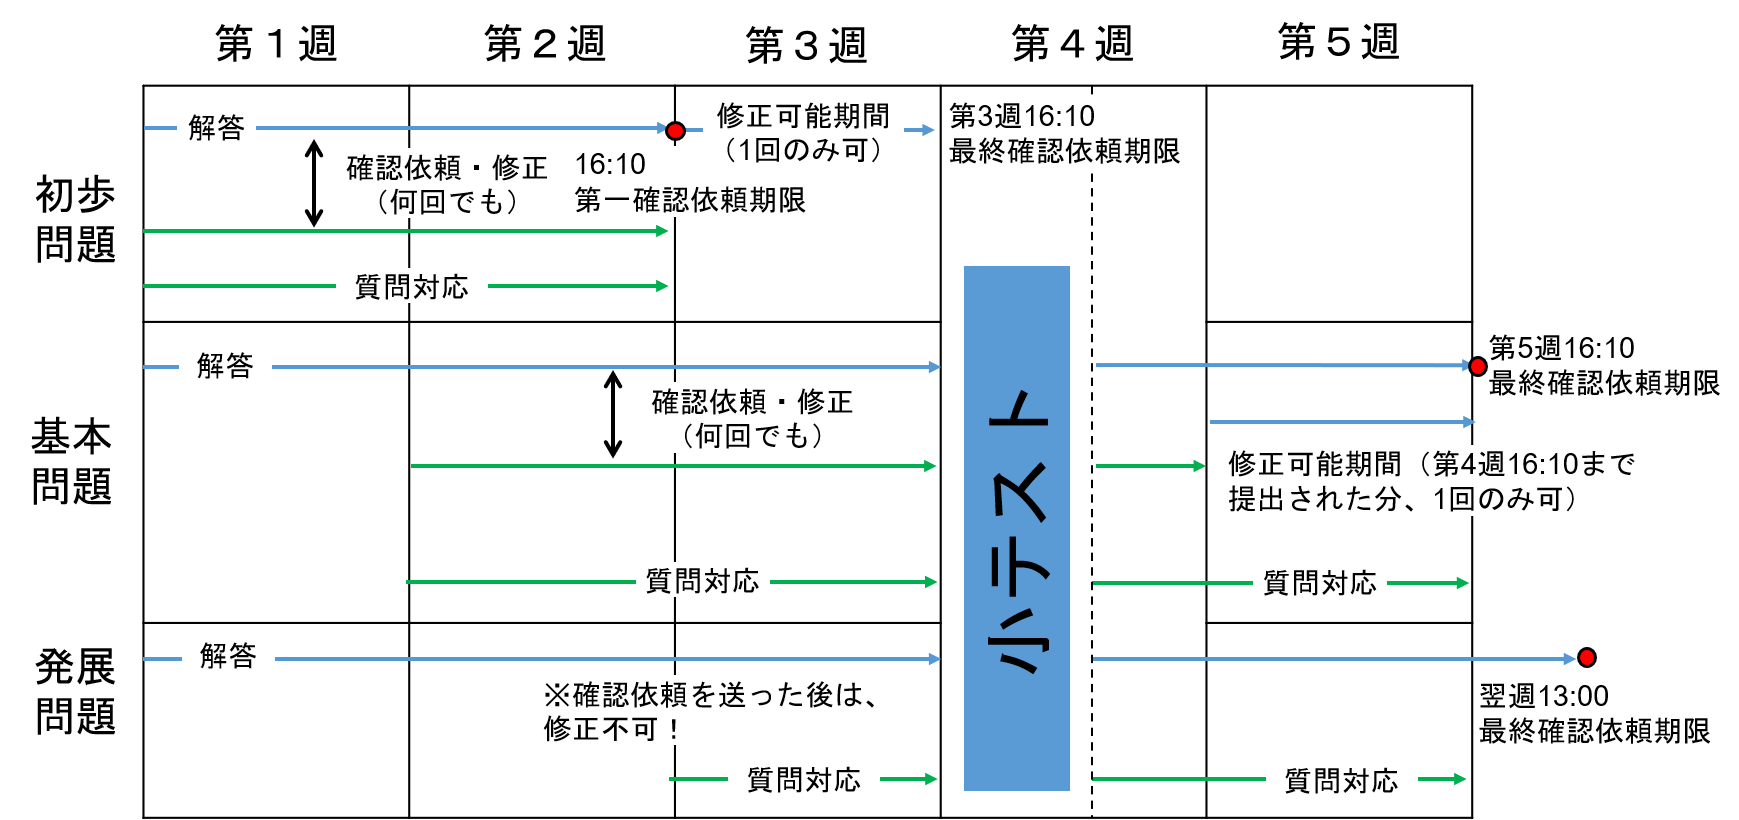 第１週
第２週
第３週
第４週
第５週
初歩
問題
解答
確認依頼・修正
（何回でも）
16:10
第一確認依頼期限
修正可能期間
（1回のみ可）
第3週16:10
最終確認依頼期限
質問対応
基本
問題
解答
確認依頼・修正
（何回でも）
質問対応
小テスト
第5週16:10
最終確認依頼期限
修正可能期間（第4週16:10まで
提出された分、1回のみ可）
質問対応
発展
問題
解答
※確認依頼を送った後は、
修正不可！
質問対応
翌週13:00
最終確認依頼期限
質問対応